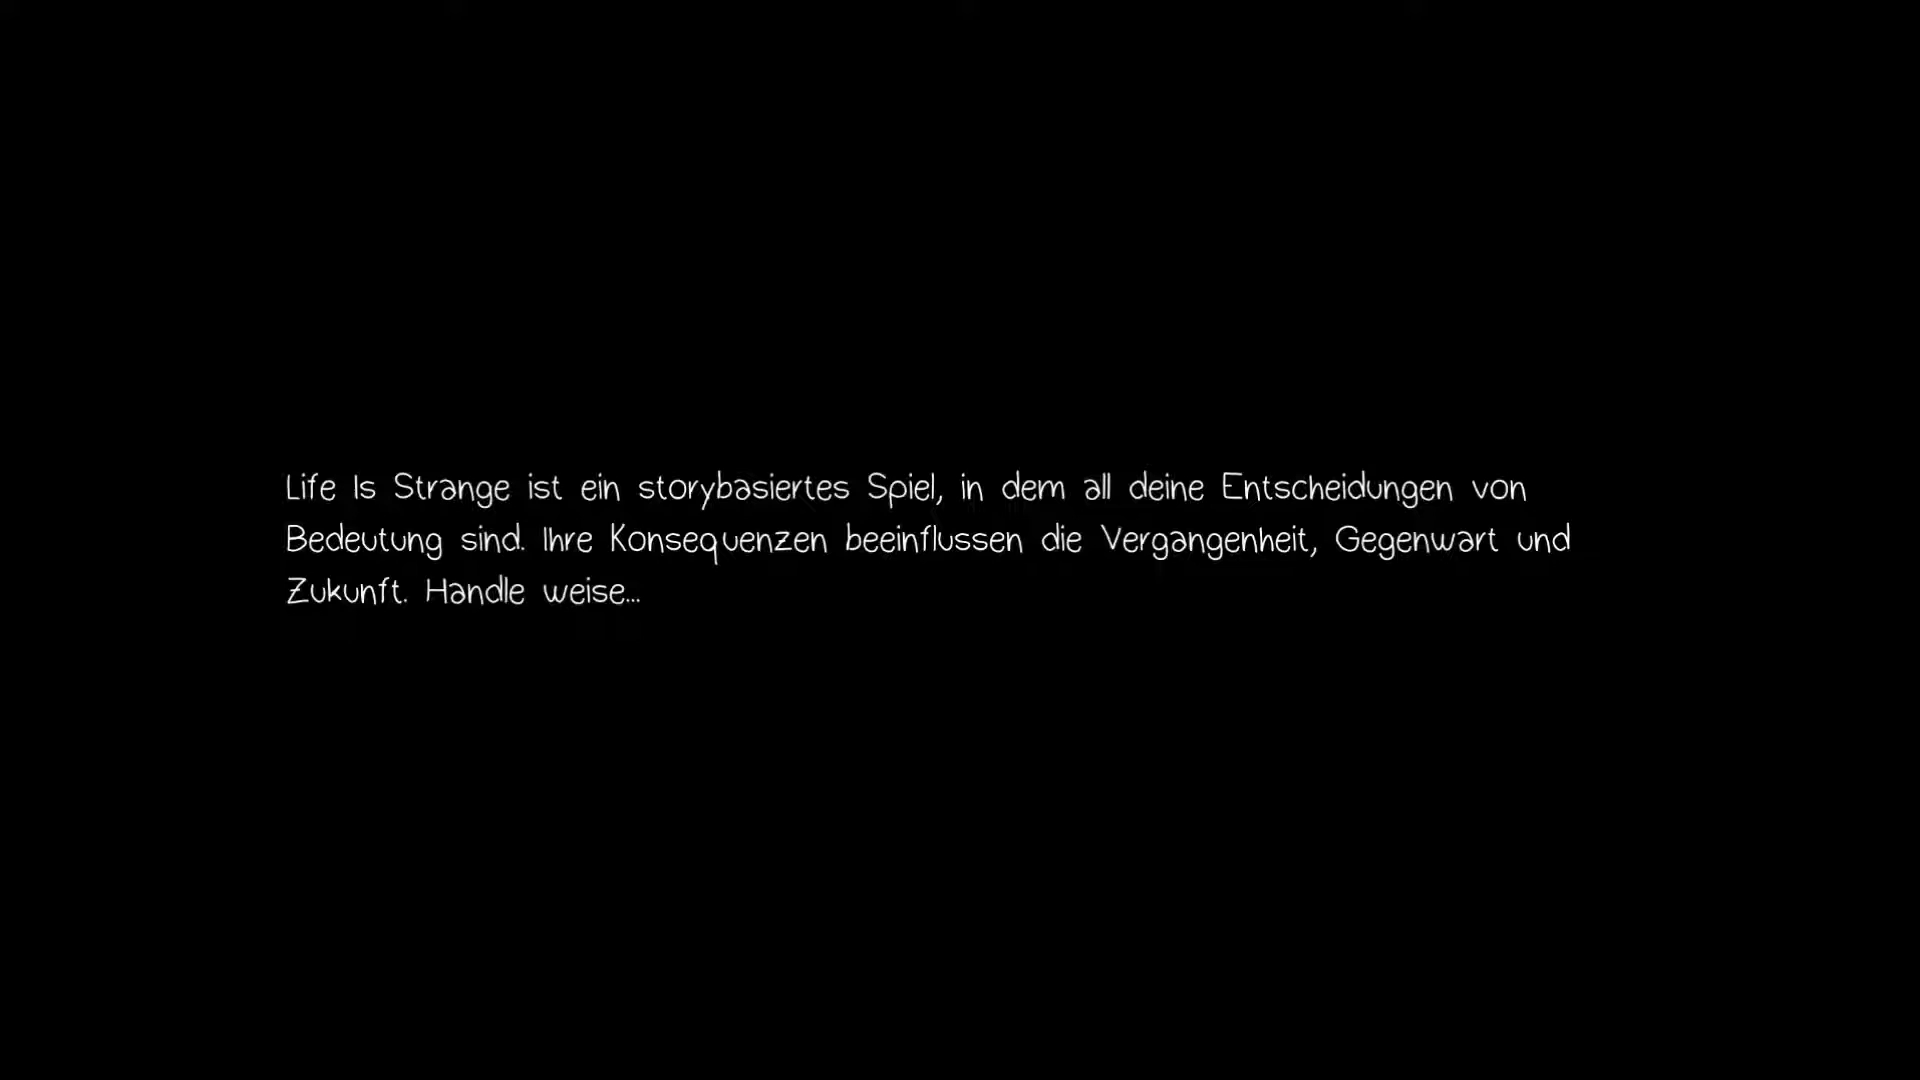 Life Is Strange ist ein storybasiertes Spiel, in dem all deine Entscheidungen von
Bedeutung sind. Ihre Konsequenzen beeinflussen die Vergangenheit, Gegenwart und
Zukunft. Handle weise...